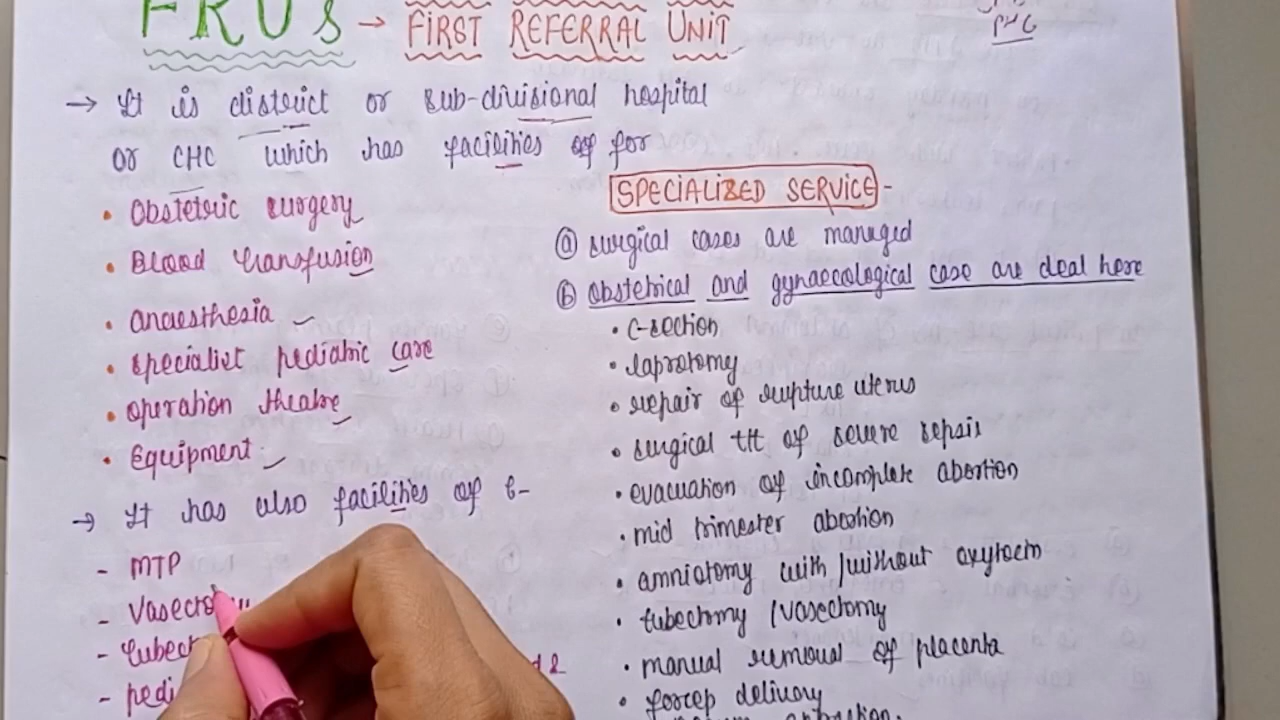 FRUs → FIRST REFERRAL UNIT
PHC
→ It is district or sub-divisional hospital
or CHC which has facilities of for
• Obstetric surgery
• Blood transfusion
• anaesthesia
• specialist pediatric care
• operation theatre
• Equipment
→ It has also facilities of :-
- MTP
- Vasecto
- tubect
- pedi
d 2
SPECIALIZED SERVICE -
ⓐ surgical cases are managed
ⓑ obstetrical and gynaecological case are deal here
• C-section
• laprotomy
• repair of rupture uterus
• surgical ttt of severe sepsis
• evacuation of incomplete abortion
• mid trimester abortion
• amniotomy with/without oxytocin
• tubectomy /vasectomy
• manual removal of placenta
• forcep delivery